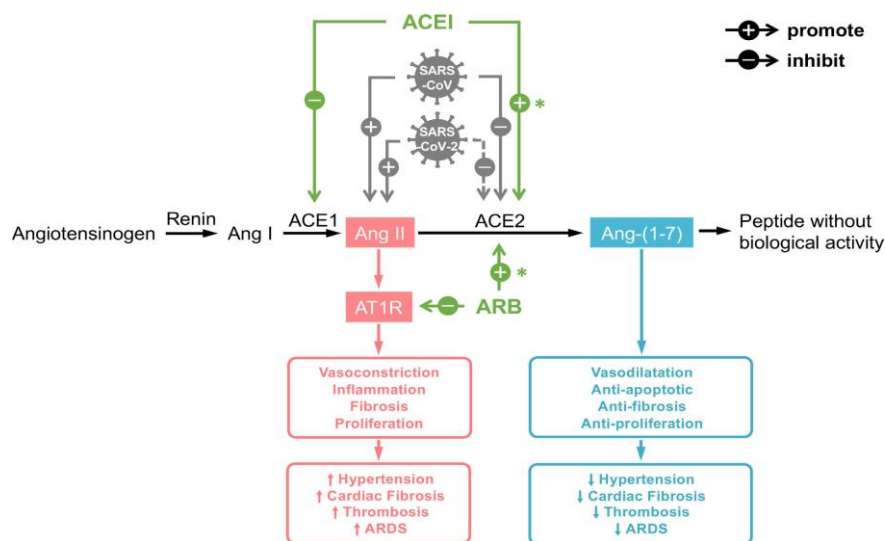 ACEI
promote
inhibit
SARS
-CoV
*
SARS
-CoV-2
Angiotensinogen
Renin
Ang I
ACE1
Ang II
ACE2
Ang-(1-7)
Peptide without
biological activity
*
AT1R
ARB
Vasoconstriction
Inflammation
Fibrosis
Proliferation
Vasodilatation
Anti-apoptotic
Anti-fibrosis
Anti-proliferation
↑ Hypertension
↑ Cardiac Fibrosis
↑ Thrombosis
↑ ARDS
↓ Hypertension
↓ Cardiac Fibrosis
↓ Thrombosis
↓ ARDS